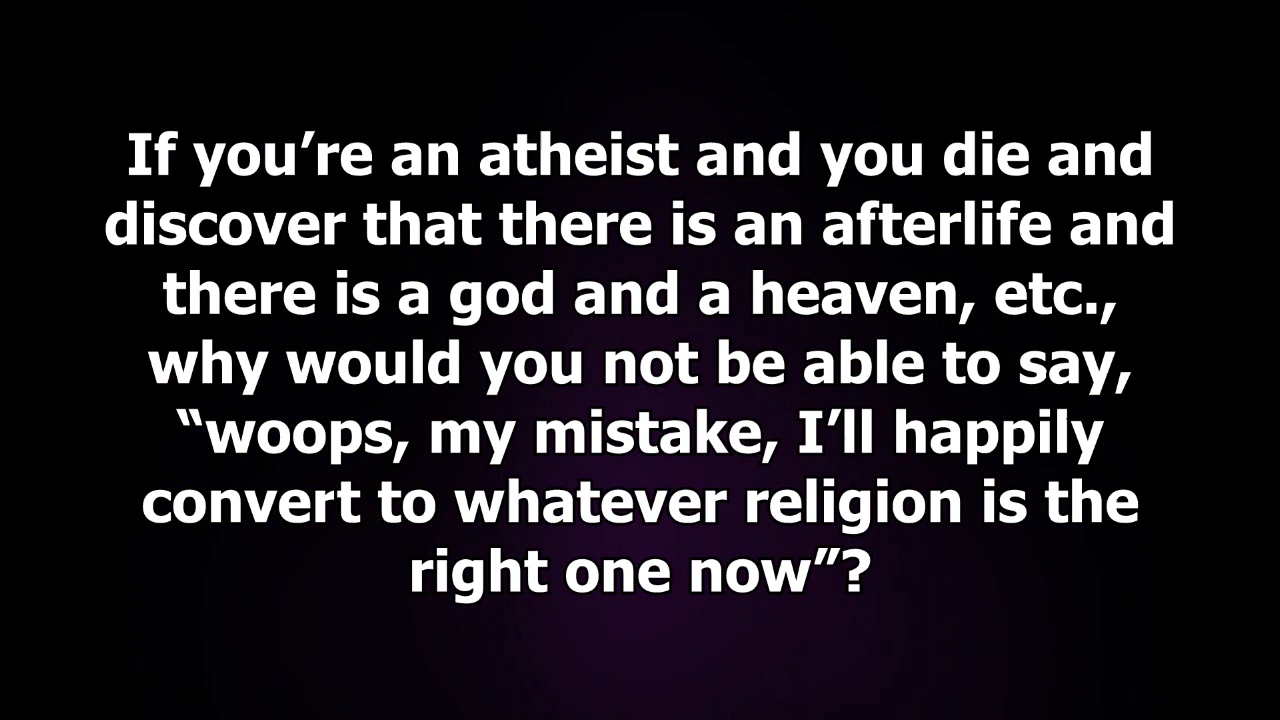 If you’re an atheist and you die and
discover that there is an afterlife and
there is a god and a heaven, etc.,
why would you not be able to say,
“woops, my mistake, I’ll happily
convert to whatever religion is the
right one now”?